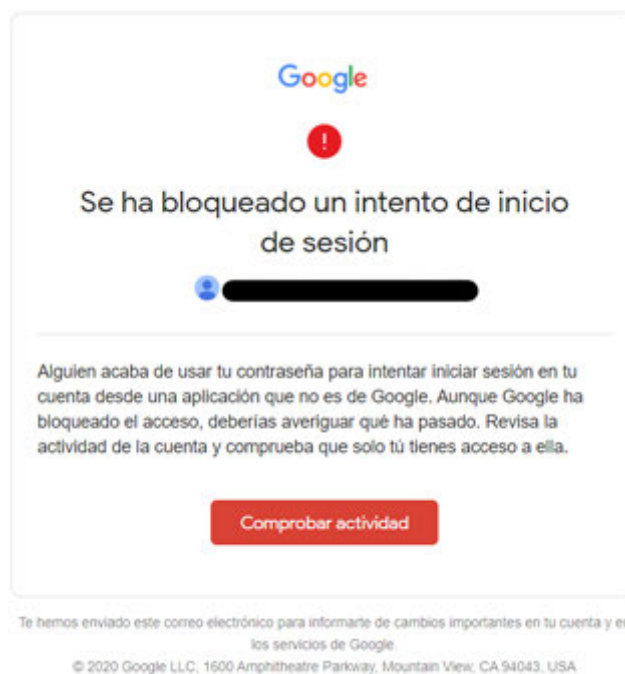 Google
!
Se ha bloqueado un intento de inicio
de sesión
Alguien acaba de usar tu contraseña para intentar iniciar sesión en tu
cuenta desde una aplicación que no es de Google. Aunque Google ha
bloqueado el acceso, deberías averiguar qué ha pasado. Revisa la
actividad de la cuenta y comprueba que solo tú tienes acceso a ella.
Comprobar actividad
Te hemos enviado este correo electrónico para informarte de cambios importantes en tu cuenta y en
los servicios de Google.
© 2020 Google LLC, 1600 Amphitheatre Parkway, Mountain View, CA 94043, USA